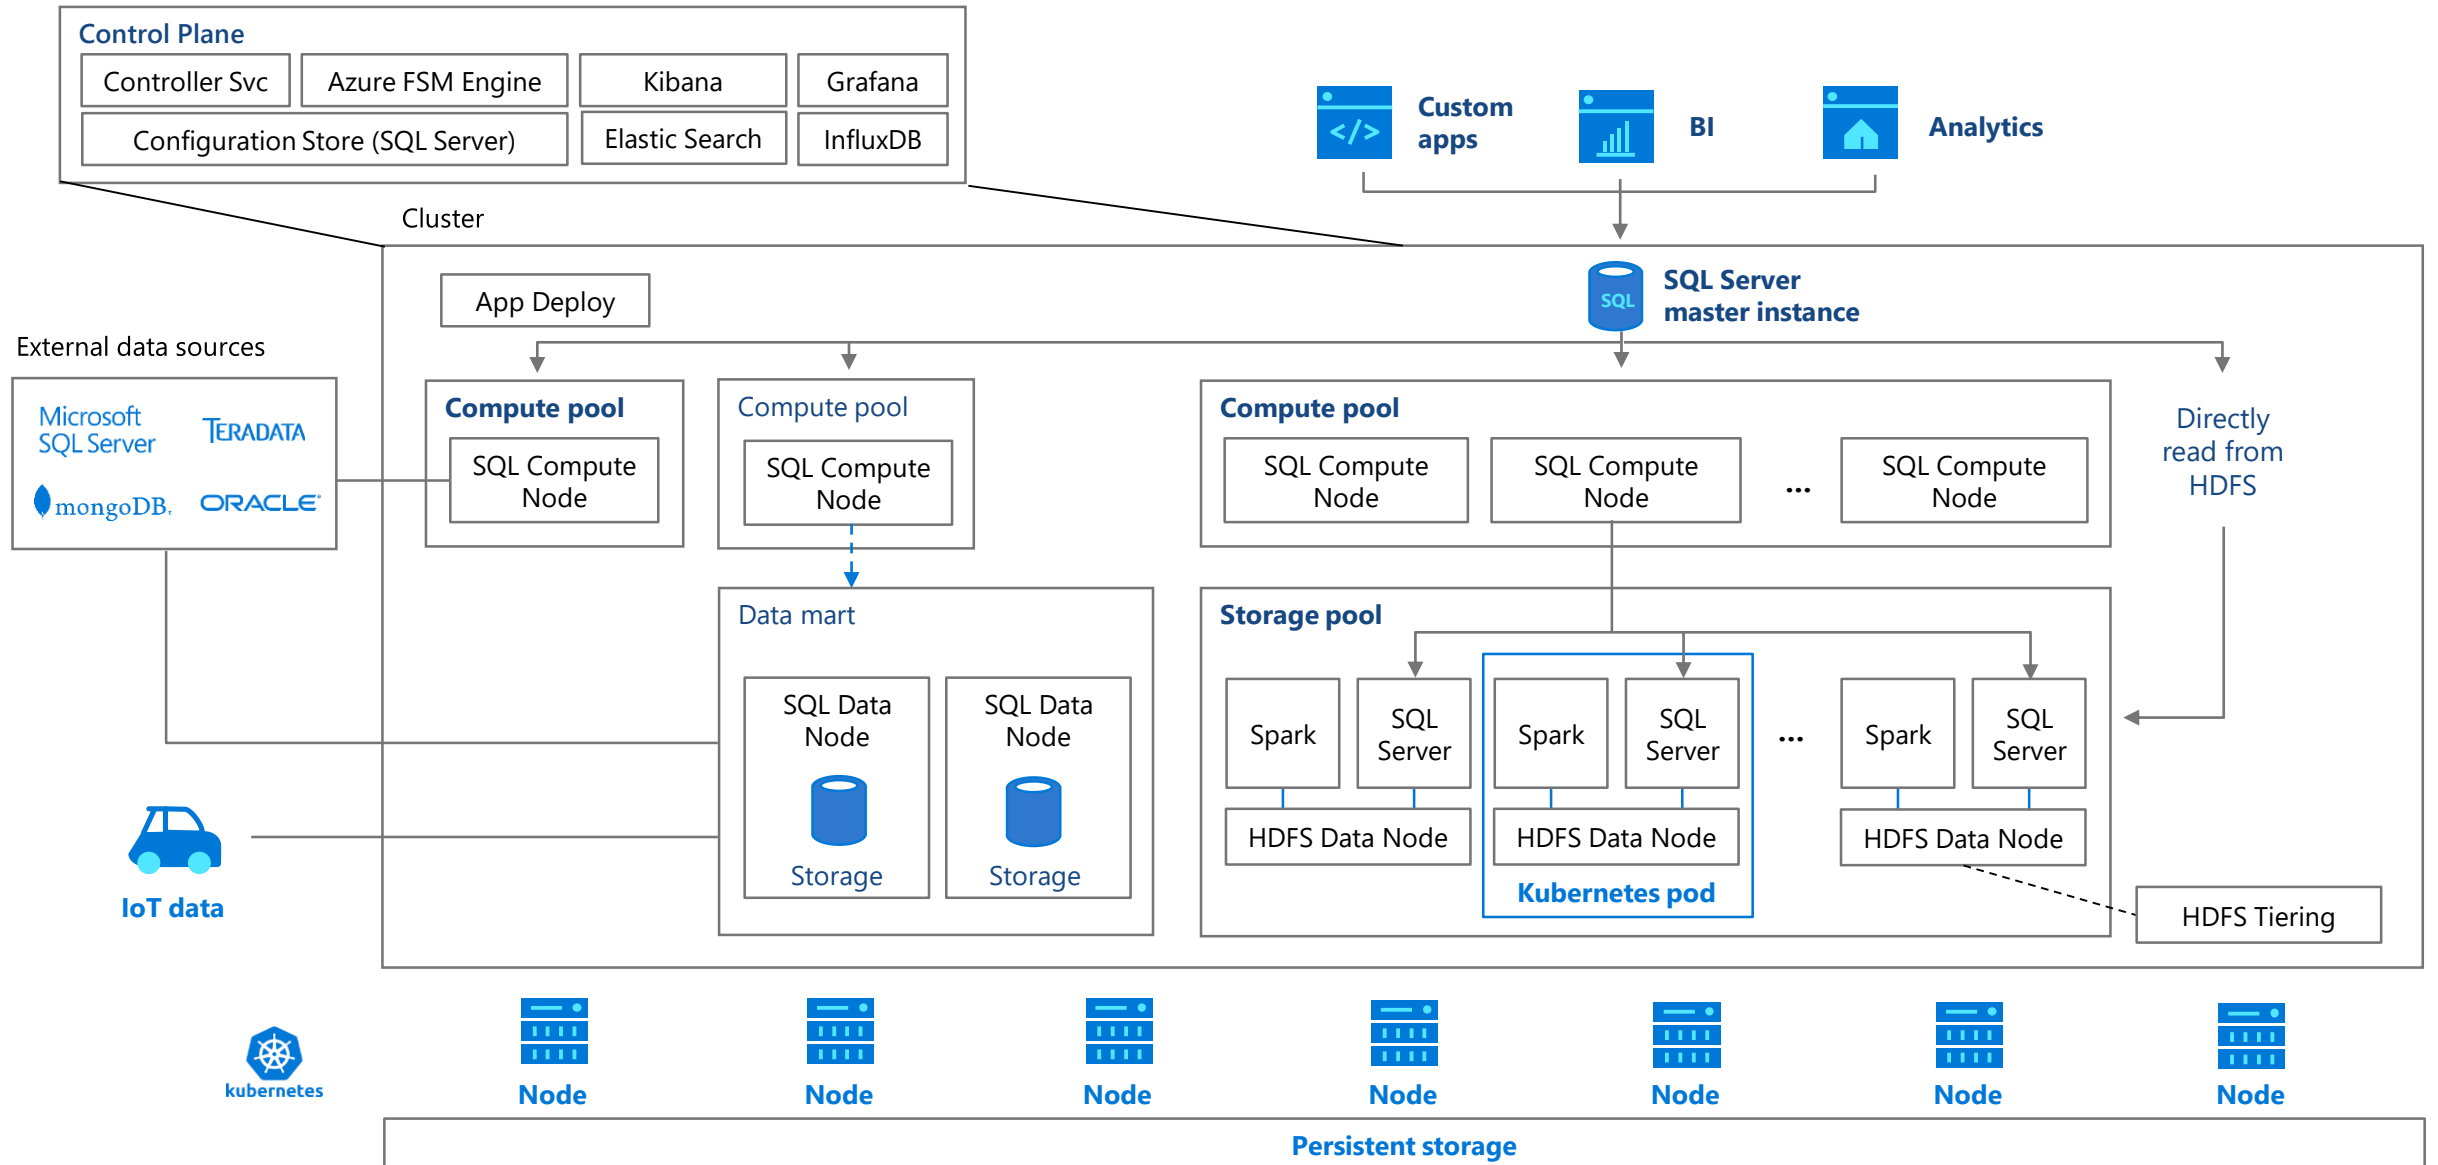 Control Plane
Controller Svc
Azure FSM Engine
Kibana
Grafana
Configuration Store (SQL Server)
Elastic Search
InfluxDB
Custom
apps
BI
Analytics
Cluster
App Deploy
SQL
SQL Server
master instance
External data sources
Microsoft
SQL Server
TERADATA
mongoDB
ORACLE
Compute pool
SQL Compute
Node
Compute pool
SQL Compute
Node
Compute pool
SQL Compute
Node
SQL Compute
Node
...
SQL Compute
Node
Directly
read from
HDFS
Data mart
SQL Data
Node
Storage
SQL Data
Node
Storage
Storage pool
Spark
SQL
Server
HDFS Data Node
Spark
SQL
Server
HDFS Data Node
Kubernetes pod
...
Spark
SQL
Server
HDFS Data Node
HDFS Tiering
IoT data
kubernetes
Node
Node
Node
Node
Node
Node
Node
Persistent storage